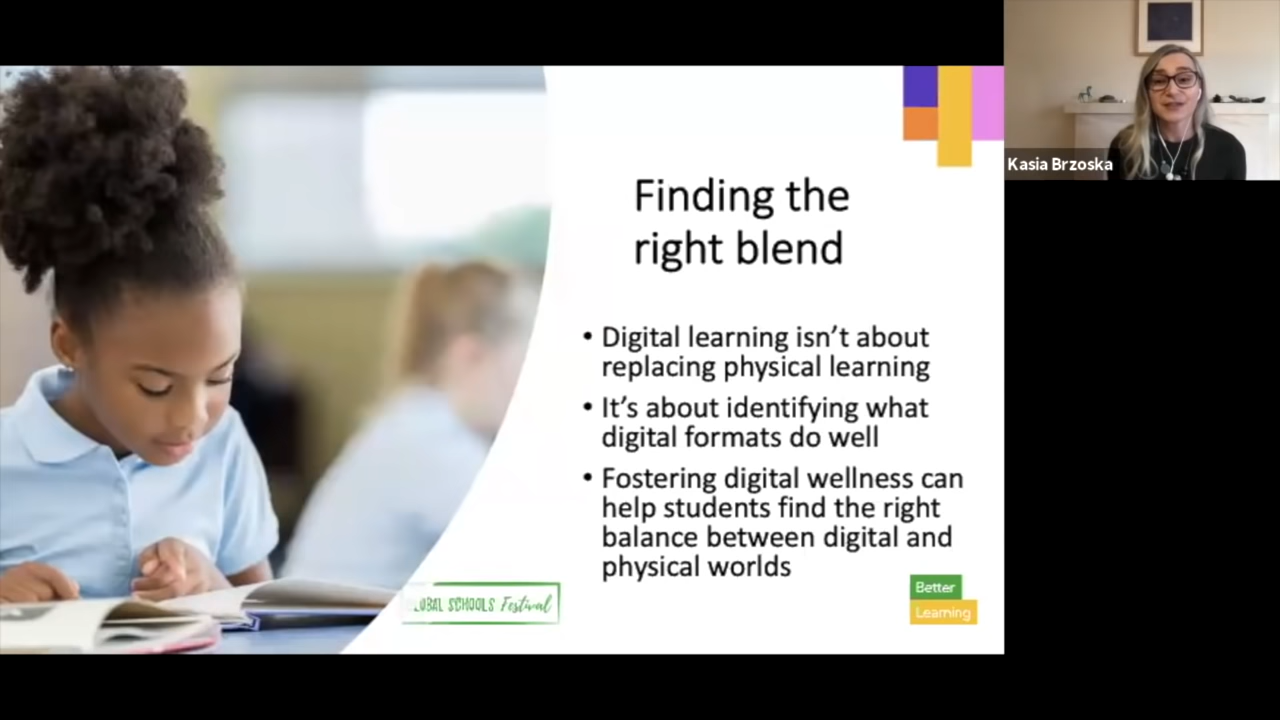 Kasia Brzoska
Finding the
right blend
• Digital learning isn’t about
replacing physical learning
• It’s about identifying what
digital formats do well
• Fostering digital wellness can
help students find the right
balance between digital and
physical worlds
GLOBAL SCHOOLS Festival
Better
Learning